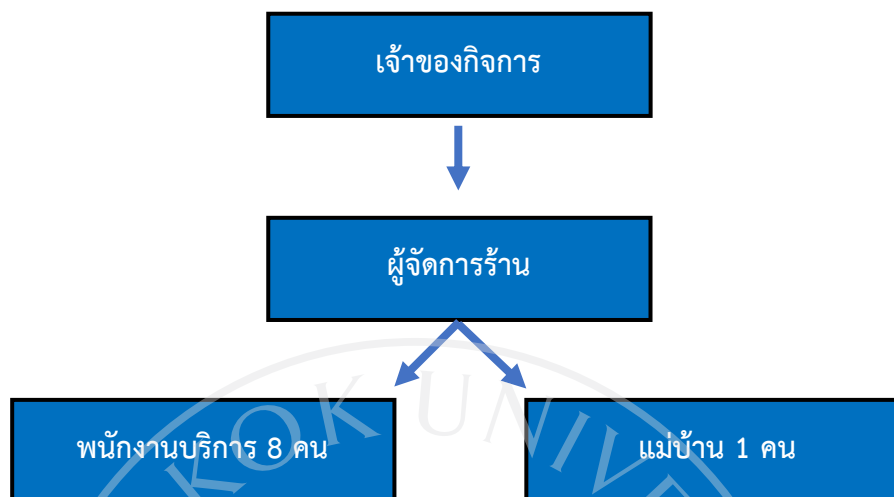 เจ้าของกิจการ
ผู้จัดการร้าน
พนักงานบริการ 8 คน
แม่บ้าน 1 คน
KOK UNIVE